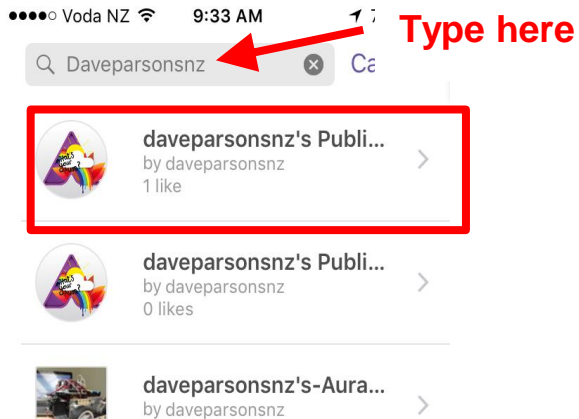 Voda NZ 9:33 AM
Type here
Daveparsonsnz
daveparsonsnz's Publi...
by daveparsonsnz
1 like
daveparsonsnz's Publi...
by daveparsonsnz
0 likes
daveparsonsnz's-Aura...
by daveparsonsnz